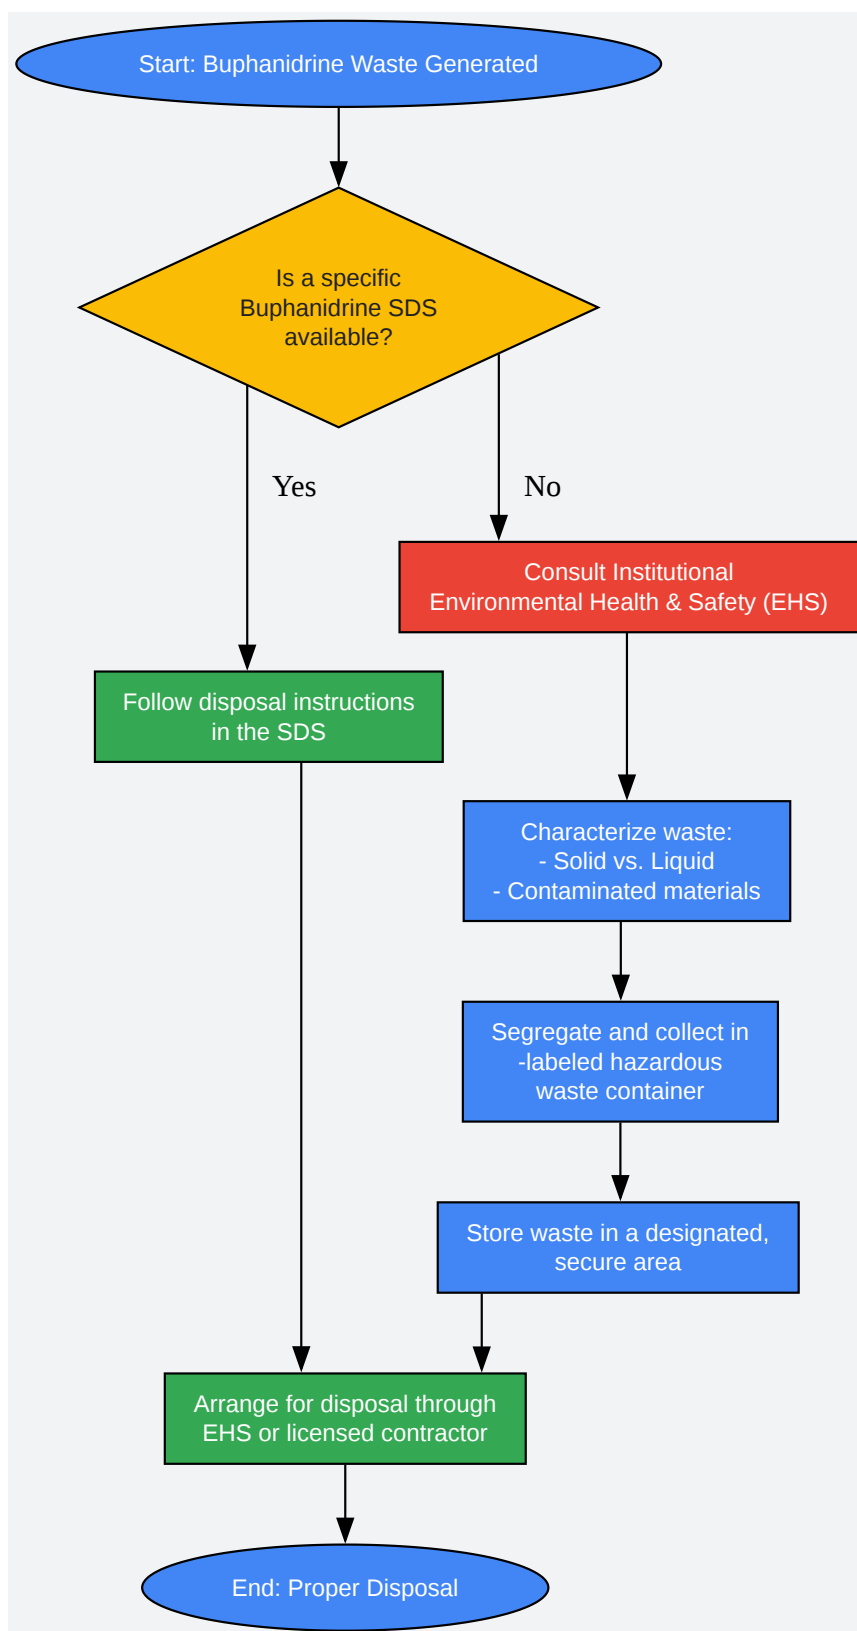 Start: Buphanidrine Waste Generated
Is a specific
Buphanidrine SDS
available?
Yes
No
Consult Institutional
Environmental Health & Safety (EHS)
Follow disposal instructions
in the SDS
Characterize waste:
- Solid vs. Liquid
- Contaminated materials
Segregate and collect in
-labeled hazardous
waste container
Store waste in a designated,
secure area
Arrange for disposal through
EHS or licensed contractor
End: Proper Disposal